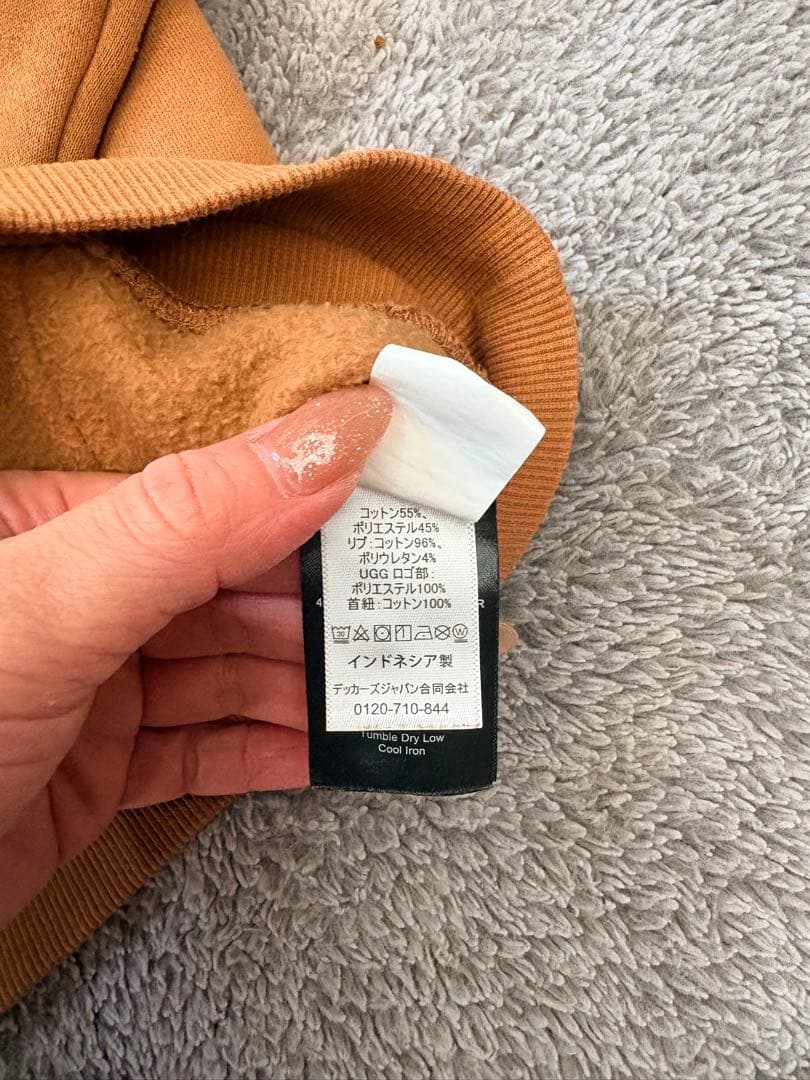 コットン55%、
ポリエステル45%
リブ:コットン96%、
ポリウレタン4%
UGG ロゴ部:
ポリエステル100%
首紐:コットン100%
インドネシア製
デッカーズジャパン合同会社
0120-710-844
Tumble Dry Low
Cool Iron